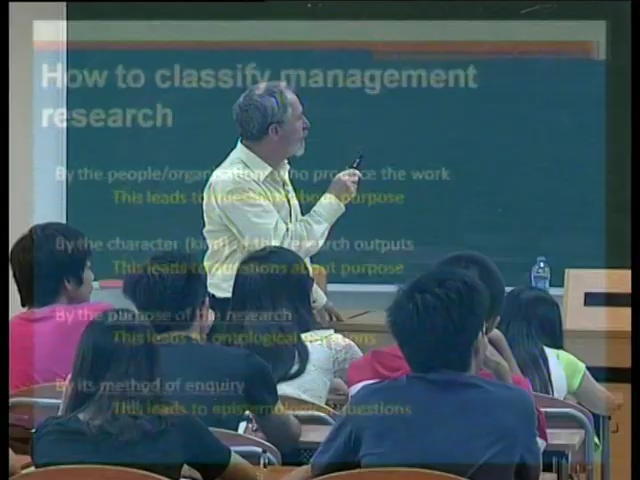 How to classify management
research
By the people/organisations who produce the work
This leads to questions about purpose
By the character (kind) of the research outputs
This leads to questions about purpose
By the purpose of the research
This leads to ontological questions
By its method of enquiry
This leads to epistemological questions